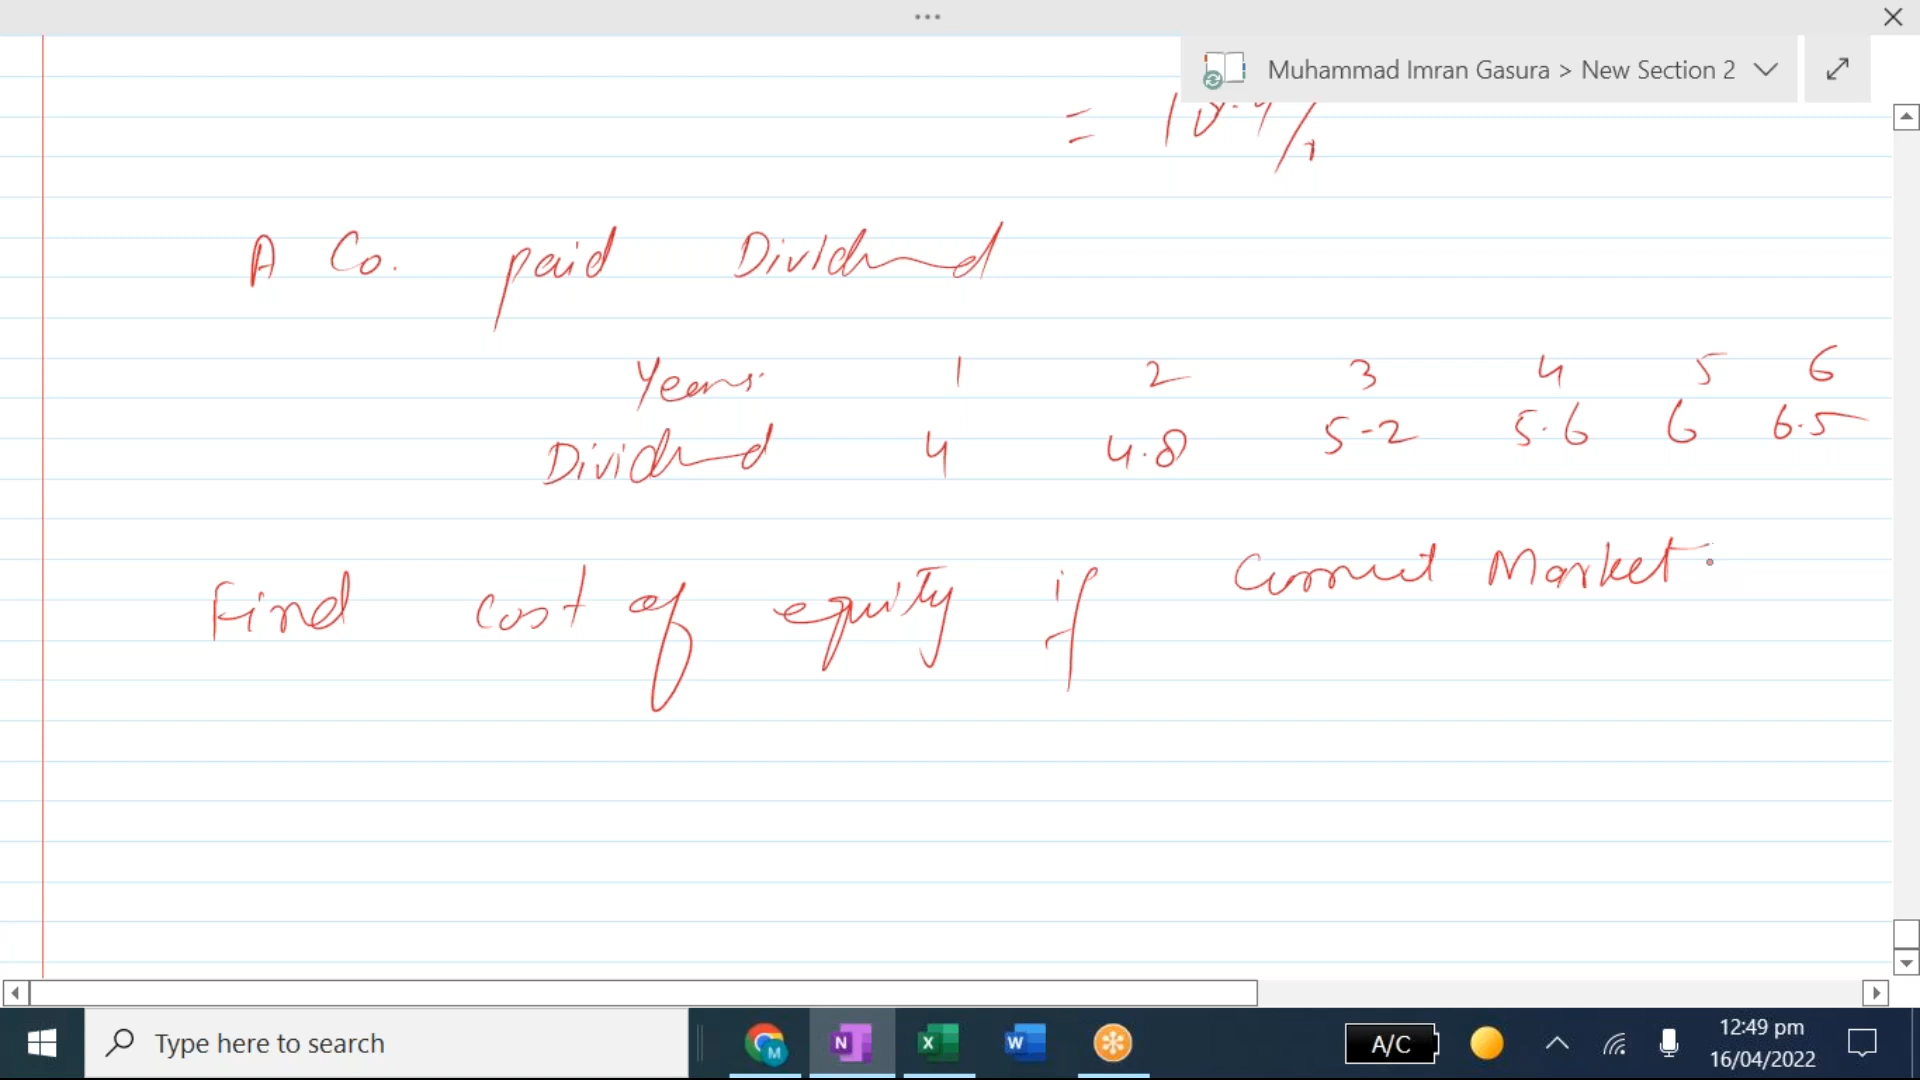 Muhammad Imran Gasura > New Section 2
=
A Co. paid Dividend
Years 1 2 3 4 5 6
Dividend 4 4.8 5.2 5.6 6 6.5
Find cost of equity if Current Market
Type here to search
A/C
12:49 pm
16/04/2022